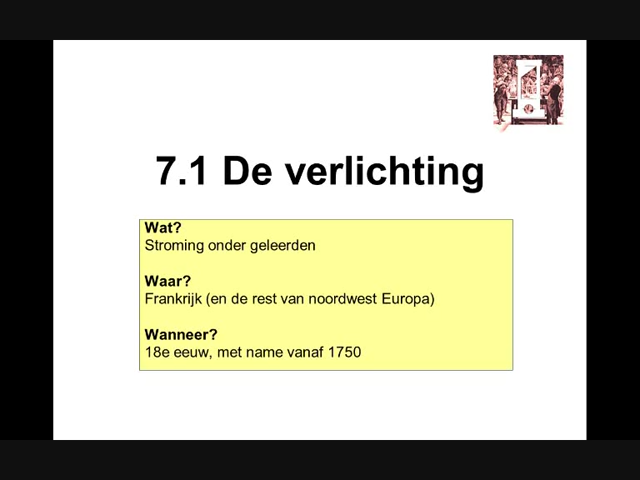 7.1 De verlichting
Wat?
Stroming onder geleerden
Waar?
Frankrijk (en de rest van noordwest Europa)
Wanneer?
18e eeuw, met name vanaf 1750